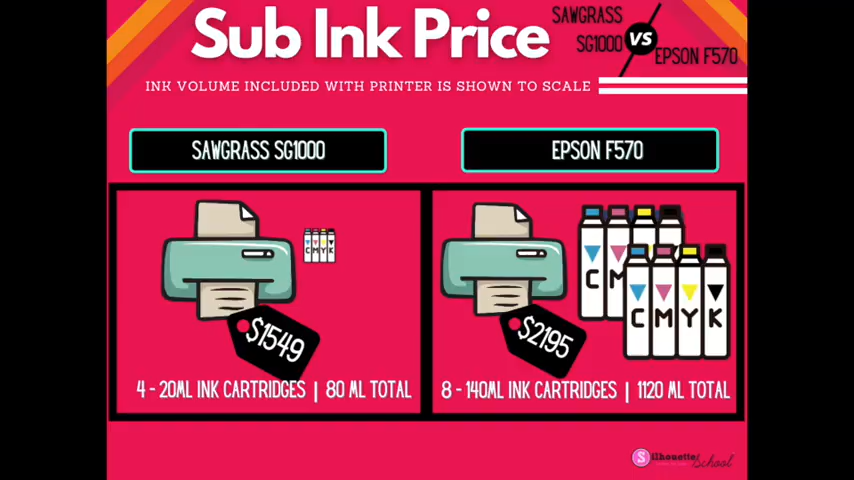 Sub Ink Price
SAWGRASS
SG1000
VS
EPSON F570
INK VOLUME INCLUDED WITH PRINTER IS SHOWN TO SCALE
SAWGRASS SG1000
EPSON F570
C M Y K
$1549
4 - 20ML INK CARTRIDGES | 80 ML TOTAL
C M
C M Y K
$2195
8 - 140ML INK CARTRIDGES | 1120 ML TOTAL
Silhouette School